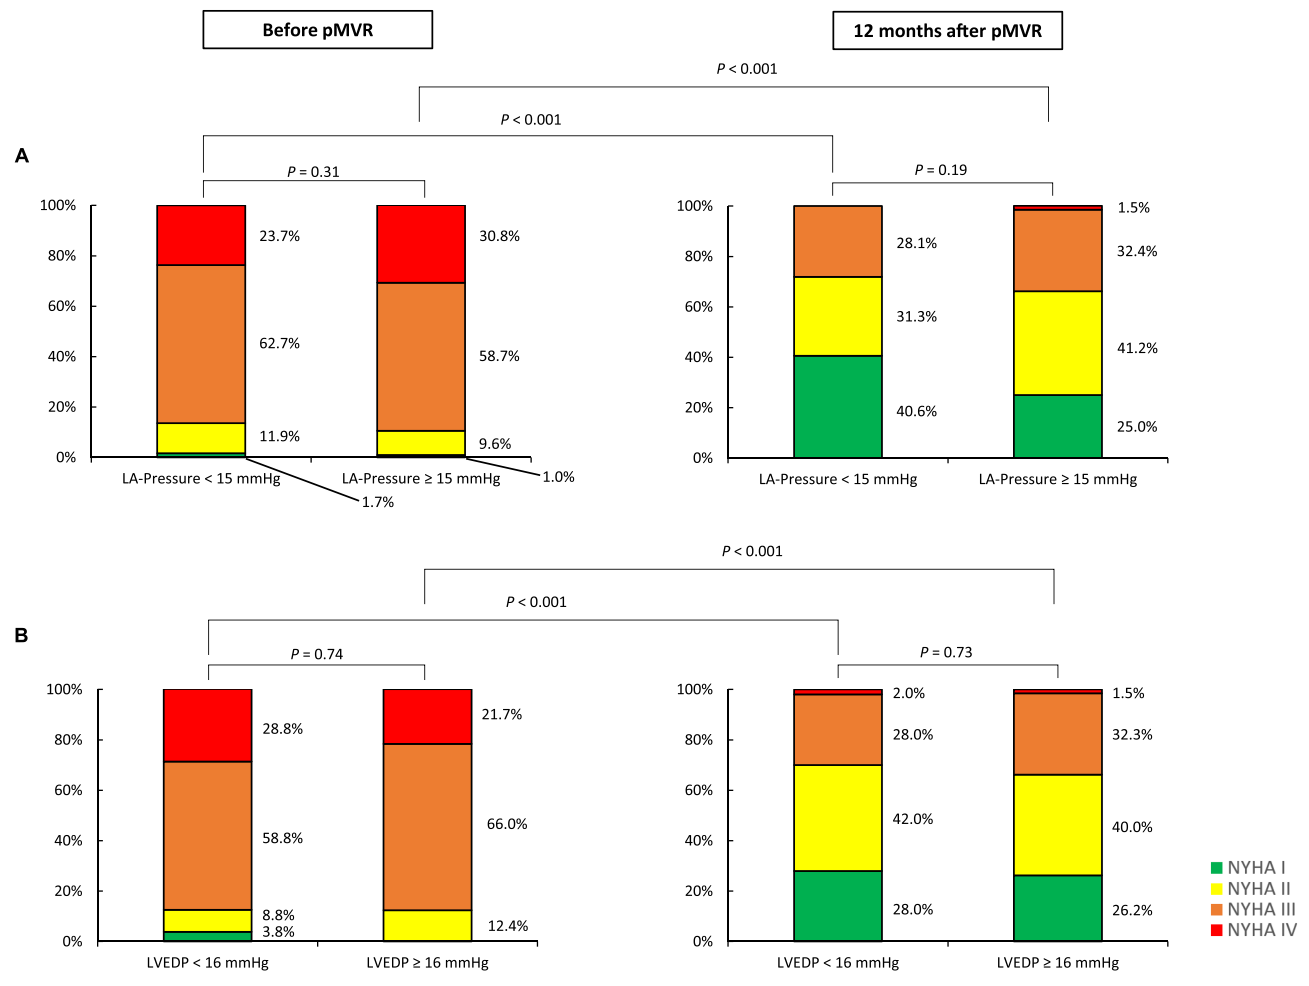 Before pMVR
12 months after pMVR
P < 0.001
P < 0.001
A
P = 0.31
P = 0.19
100%
80%
60%
40%
20%
0%
23.7%
62.7%
11.9%
30.8%
58.7%
9.6%
LA-Pressure < 15 mmHg
LA-Pressure ≥ 15 mmHg
1.0%
1.7%
100%
80%
60%
40%
20%
0%
28.1%
31.3%
40.6%
1.5%
32.4%
41.2%
25.0%
LA-Pressure < 15 mmHg
LA-Pressure ≥ 15 mmHg
P < 0.001
P < 0.001
B
P = 0.74
P = 0.73
100%
80%
60%
40%
20%
0%
28.8%
58.8%
8.8%
3.8%
21.7%
66.0%
12.4%
LVEDP < 16 mmHg
LVEDP ≥ 16 mmHg
100%
80%
60%
40%
20%
0%
2.0%
28.0%
42.0%
28.0%
1.5%
32.3%
40.0%
26.2%
LVEDP < 16 mmHg
LVEDP ≥ 16 mmHg
NYHA I
NYHA II
NYHA III
NYHA IV